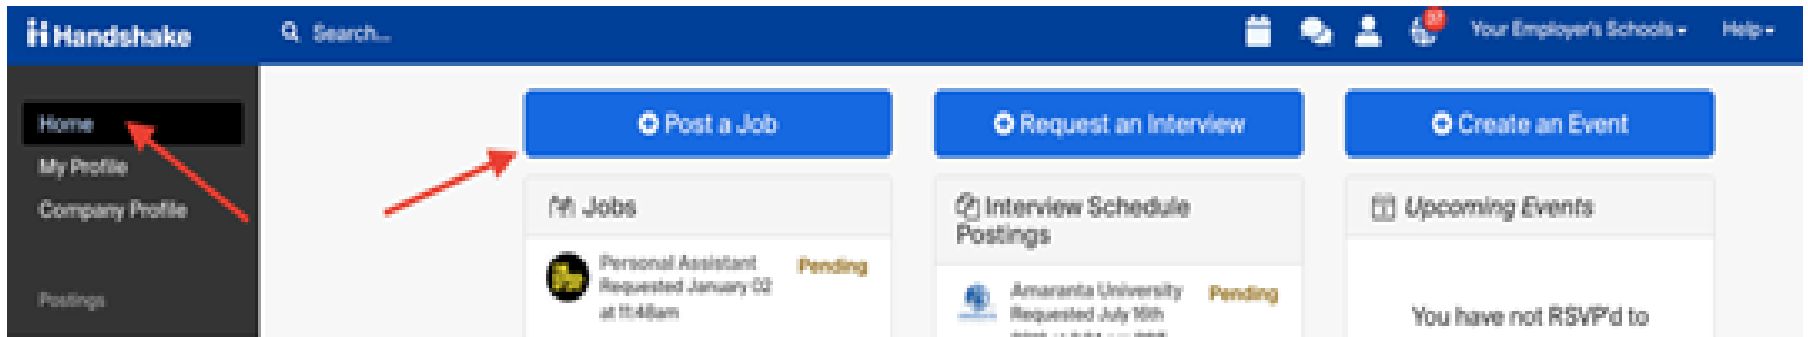 Handshake
Search...
Your Employer's Schools
Help
Home
My Profile
Company Profile
Postings
Post a Job
Request an Interview
Create an Event
Jobs
Personal Assistant
Pending
Requested January 02
at 11:48am
Interview Schedule
Postings
Amaranta University
Pending
Requested July 16th
Upcoming Events
You have not RSVP'd to